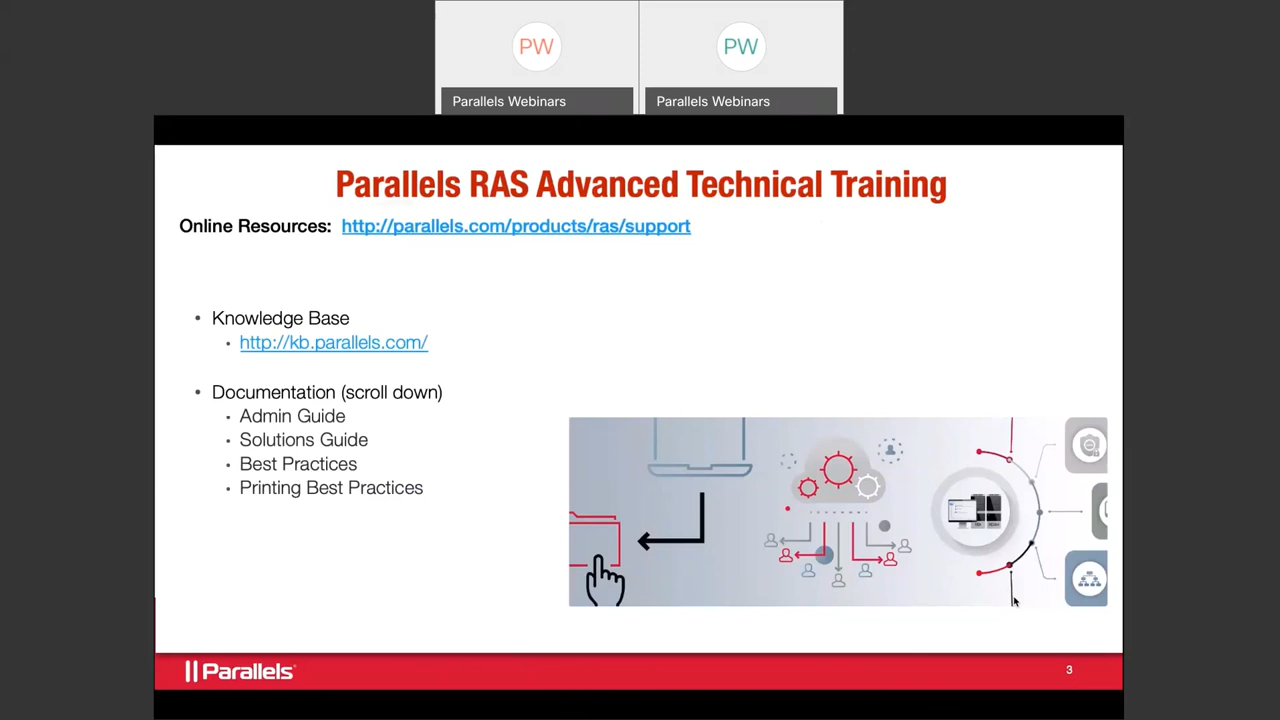 PW
PW
Parallels Webinars
Parallels Webinars
Parallels RAS Advanced Technical Training
Online Resources: http://parallels.com/products/ras/support
• Knowledge Base
• http://kb.parallels.com/
• Documentation (scroll down)
• Admin Guide
• Solutions Guide
• Best Practices
• Printing Best Practices
Parallels
3